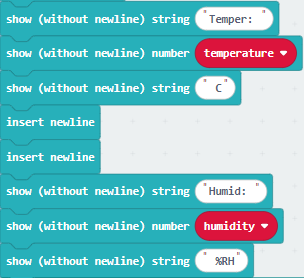 show (without newline) string "Temper: "
show (without newline) number temperature
show (without newline) string " C"
insert newline
insert newline
show (without newline) string "Humid: "
show (without newline) number humidity
show (without newline) string " %RH"